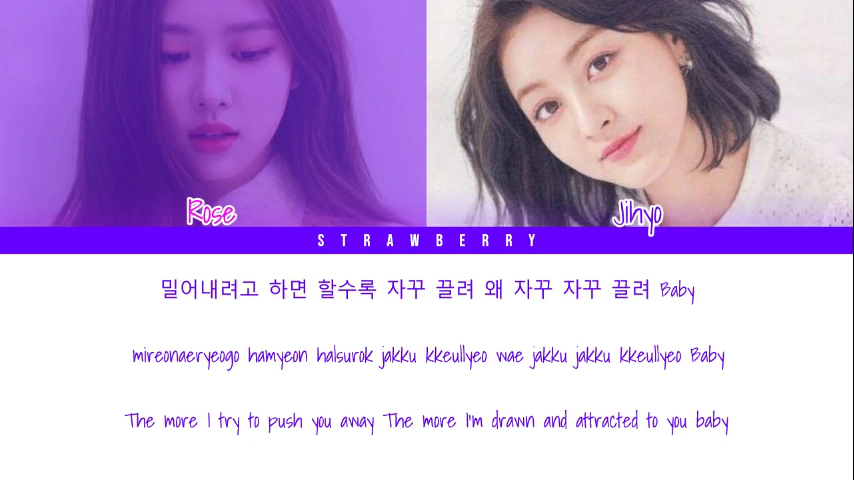 Rose
Jihyo
STRAWBERRY
밀어내려고 하면 할수록 자꾸 끌려 왜 자꾸 자꾸 끌려 Baby
mireonaeryeogo hamyeon halsurok jakku kkeullyeo wae jakku jakku kkeullyeo Baby
The more I try to push you away The more I'm drawn and attracted to you baby